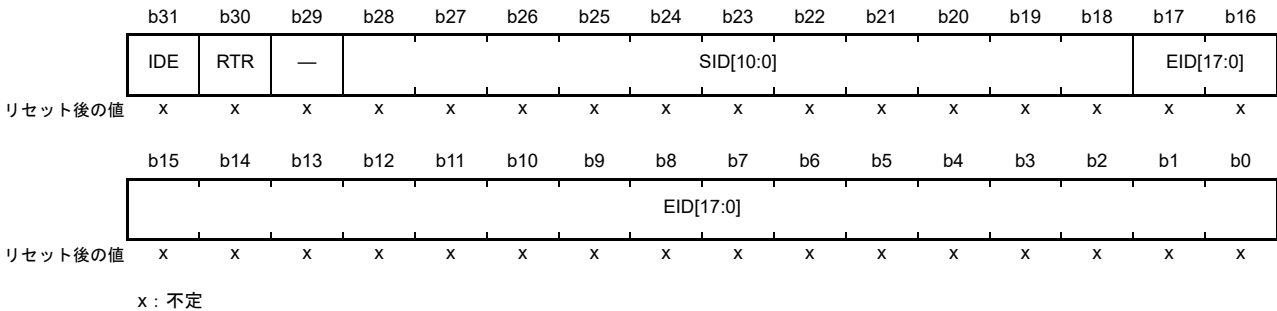 b31 b30 b29 b28 b27 b26 b25 b24 b23 b22 b21 b20 b19 b18 b17 b16
IDE RTR — SID[10:0] EID[17:0]
リセット後の値 x x x x x x x x x x x x x x x x
b15 b14 b13 b12 b11 b10 b9 b8 b7 b6 b5 b4 b3 b2 b1 b0
EID[17:0]
リセット後の値 x x x x x x x x x x x x x x x x
x：不定